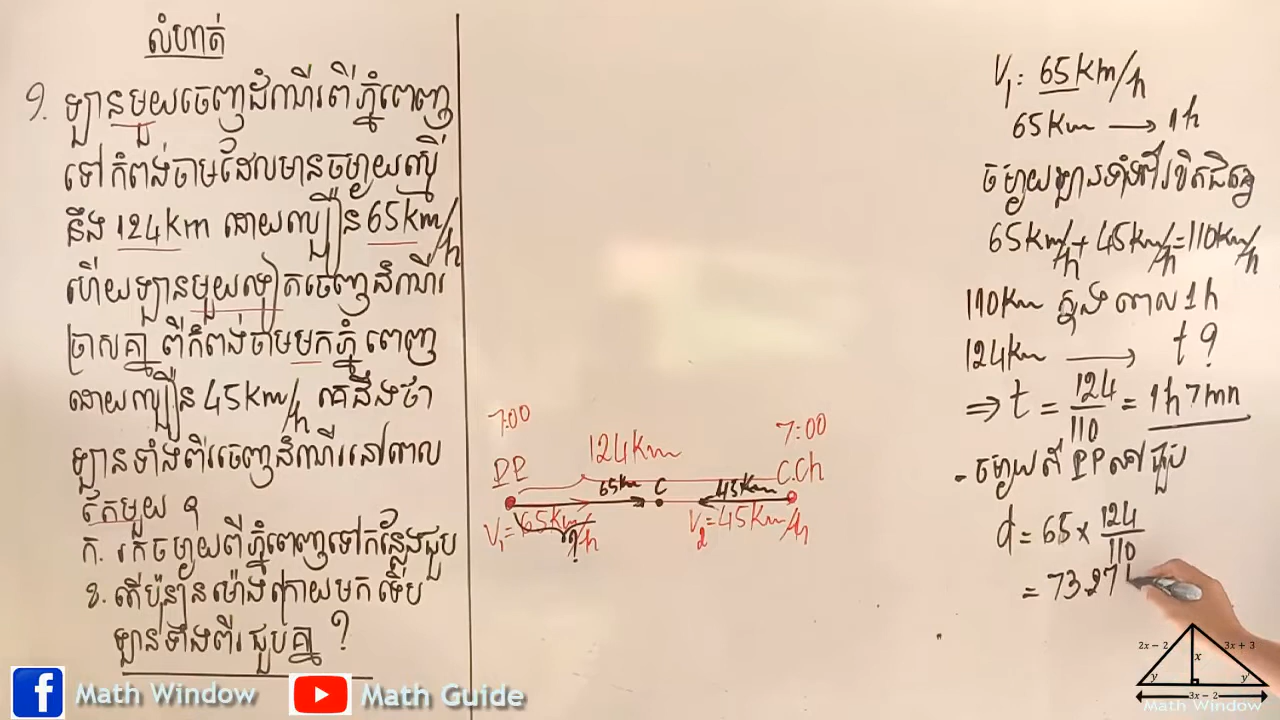 លំហាត់
១. ឡានមួយចេញដំណើរពីភ្នំពេញ
ទៅកំពង់ចាមដែលមានចម្ងាយស្មើ
នឹង 124km ដោយល្បឿន 65km/h
ហើយឡានមួយទៀតចេញដំណើរ
ច្រាសគ្នា ពីកំពង់ចាមមកភ្នំពេញ
ដោយល្បឿន 45km/h គេដឹងថា
ឡានទាំងពីរចេញដំណើរនៅពេល
តែមួយ ។
ក. រកចម្ងាយពីភ្នំពេញទៅកន្លែងជួប
ខ. តើប៉ុន្មានម៉ោងក្រោយមកទើប
ឡានទាំងពីរជួបគ្នា ?
7:00
7:00
124Km
PP
65Km
C
45Km
C.Ch
V₁=65Km/h
?
V₂=45Km/h
V₁= 65Km/h
65Km → 1h
ចម្ងាយឡានទាំងពីរខិតជិតគ្នា
65Km/h + 45Km/h = 110Km/h
110Km ក្នុងពេល 1h
124Km → t ?
⇒ t = 124/110 = 1h 7mn
- ចម្ងាយពី PP ទៅជួប
d = 65 × 124/110
= 73.27
2x − 2
3x + 3
x
y
y
3x − 2
Math Window
Math Window
Math Guide